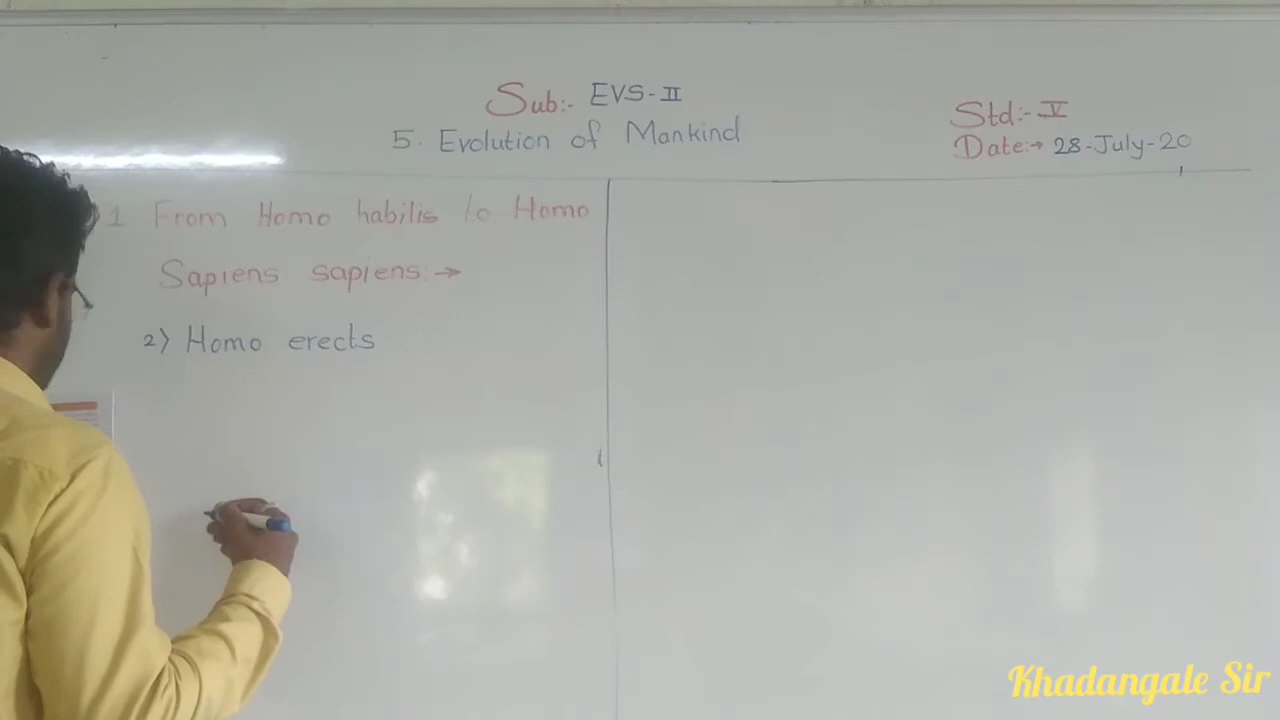 Sub:- EVS-II
5. Evolution of Mankind
Std:- V
Date:→ 28-July-20
1 From Homo habilis to Homo
Sapiens sapiens:→
2) Homo erects
Khadangale Sir